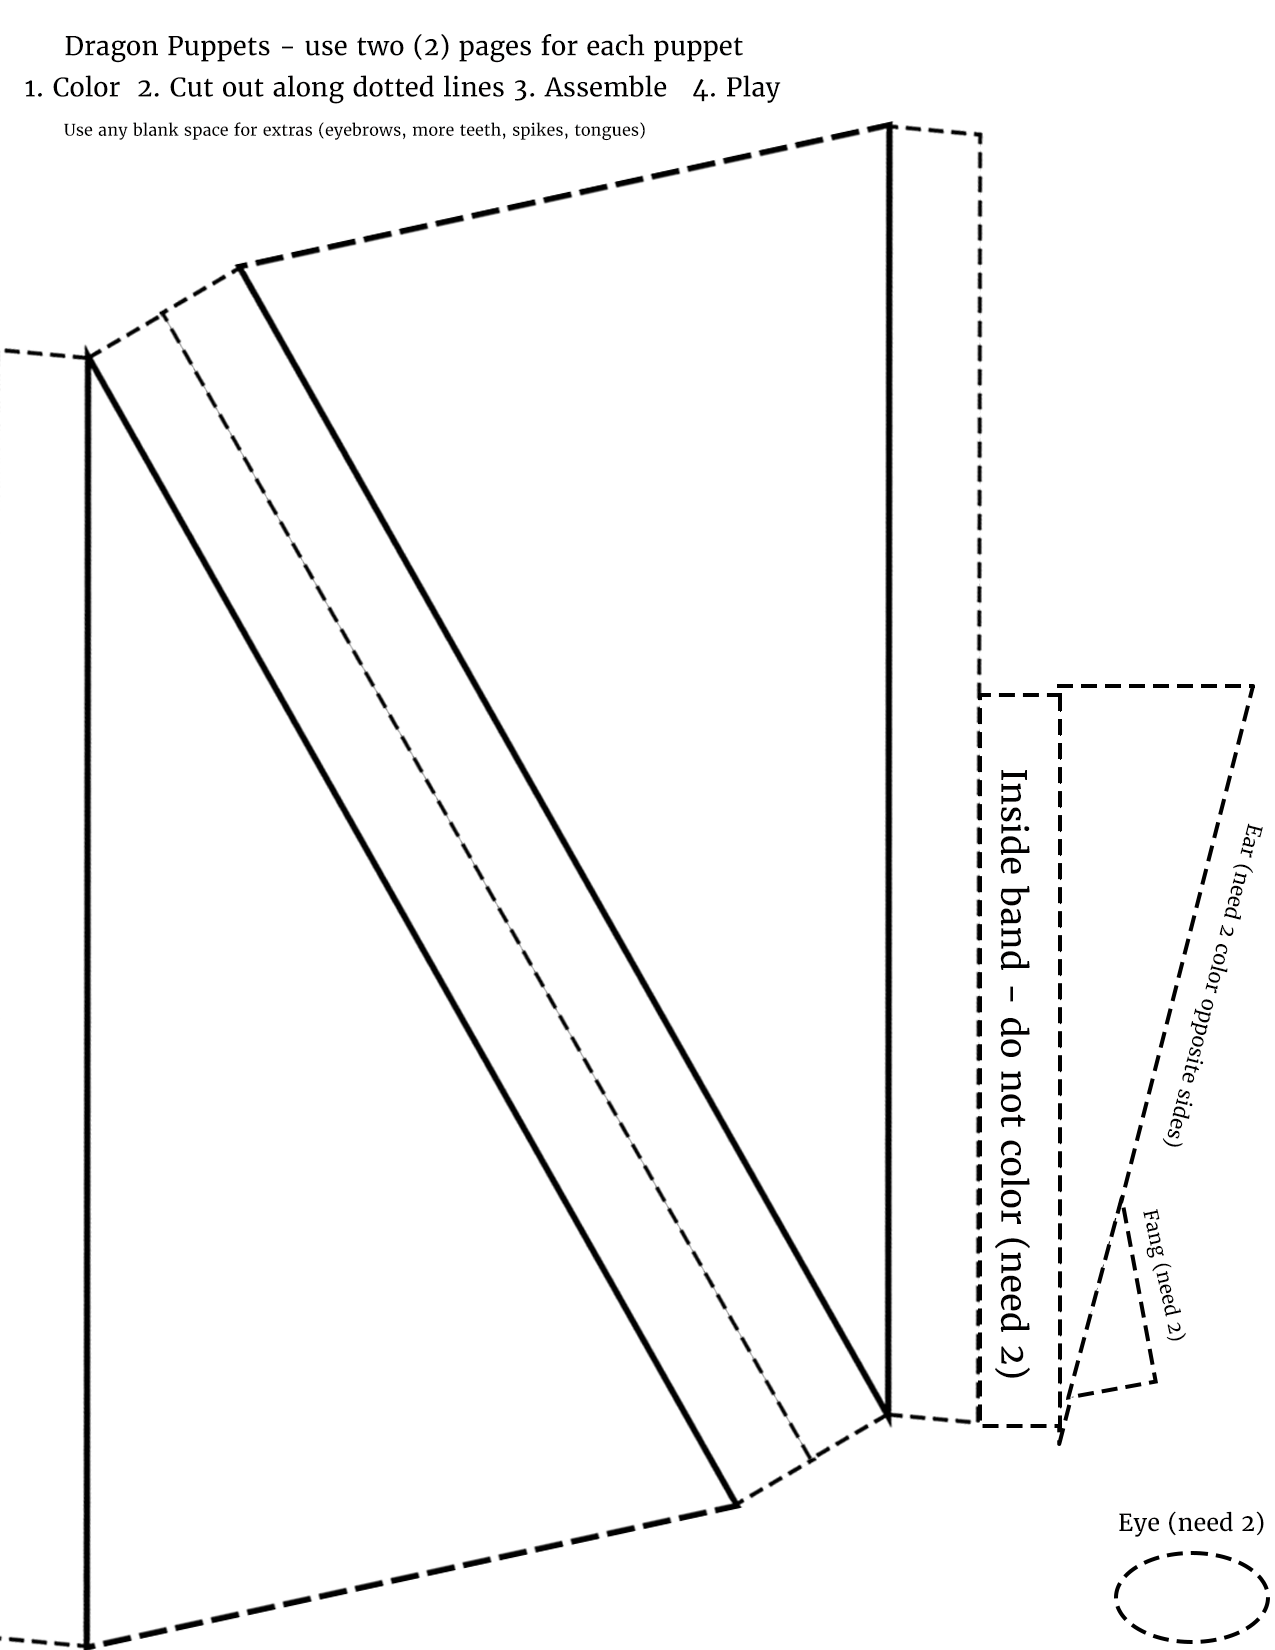 Dragon Puppets - use two (2) pages for each puppet
1. Color 2. Cut out along dotted lines 3. Assemble 4. Play
Use any blank space for extras (eyebrows, more teeth, spikes, tongues)
Inside band - do not color (need 2)
Ear (need 2 color opposite sides)
Fang (need 2)
Eye (need 2)